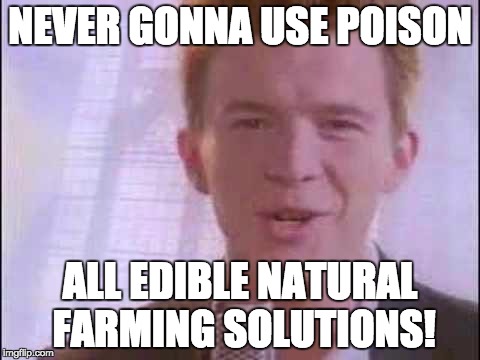 NEVER GONNA USE POISON
ALL EDIBLE NATURAL
FARMING SOLUTIONS!
imgflip.com